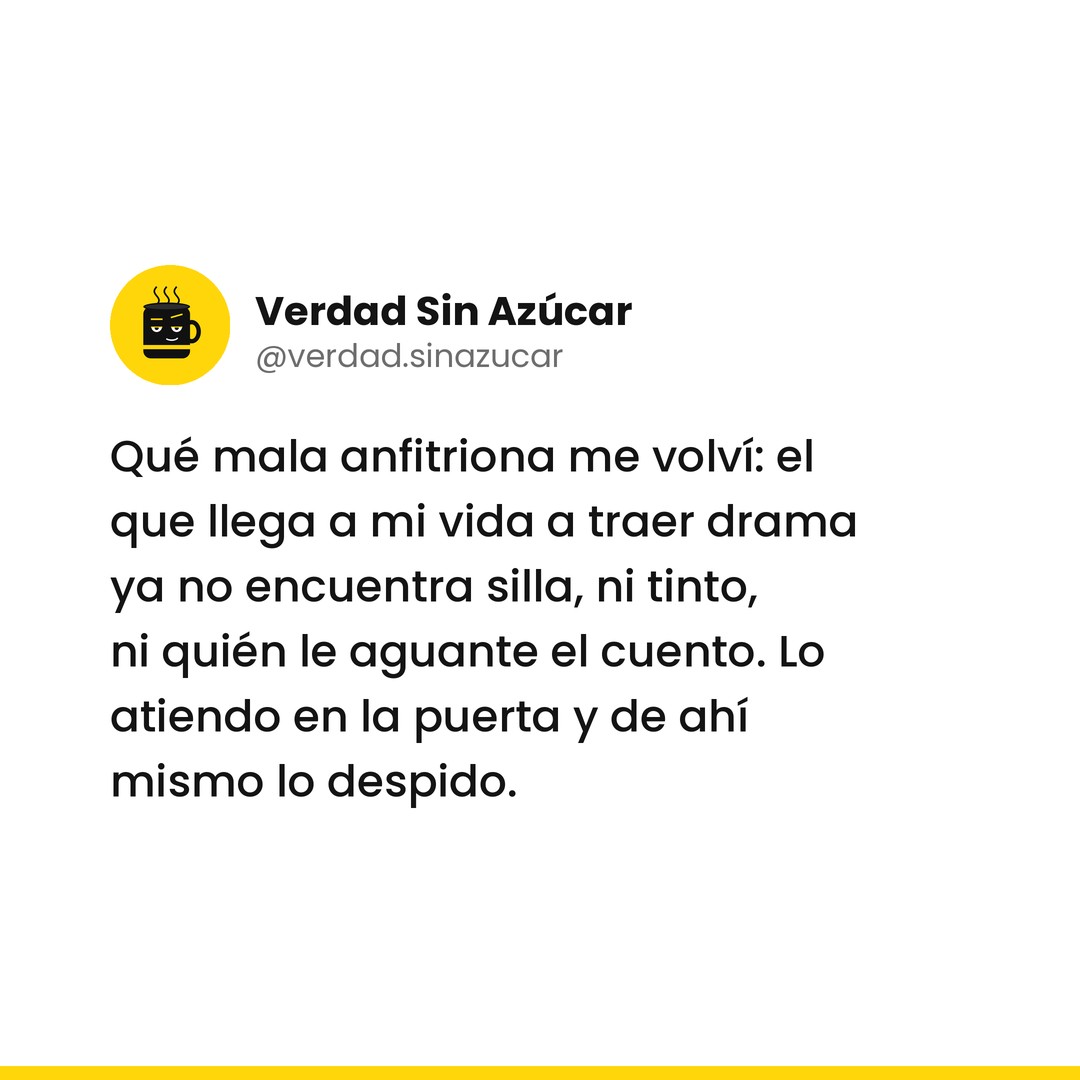 Verdad Sin Azúcar
@verdad.sinazucar
Qué mala anfitriona me volví: el
que llega a mi vida a traer drama
ya no encuentra silla, ni tinto,
ni quién le aguante el cuento. Lo
atiendo en la puerta y de ahí
mismo lo despido.